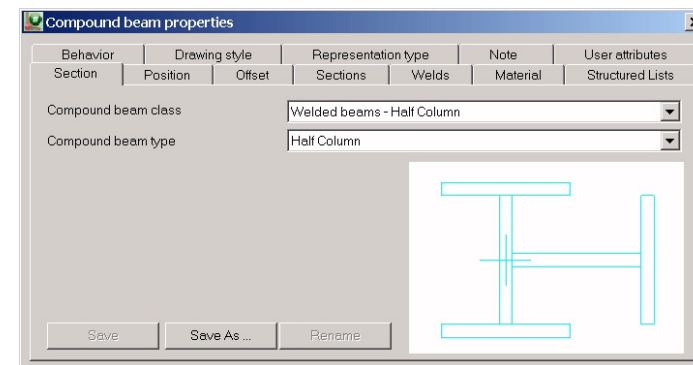 Compound beam properties
Behavior Drawing style Representation type Note User attributes
Section Position Offset Sections Welds Material Structured Lists
Compound beam class Welded beams - Half Column
Compound beam type Half Column
Save Save As ... Rename